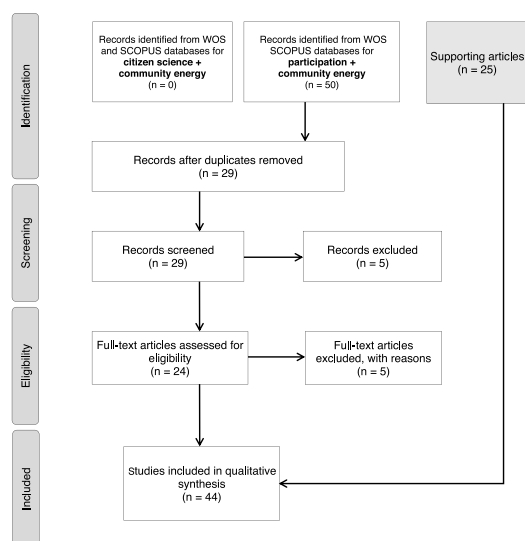 Identification
Records identified from WOS
and SCOPUS databases for
citizen science +
community energy
(n = 0)
Records identified from WOS
SCOPUS databases for
participation +
community energy
(n = 50)
Supporting articles
(n = 25)
Records after duplicates removed
(n = 29)
Screening
Records screened
(n = 29)
Records excluded
(n = 5)
Eligibility
Full-text articles assessed for
eligibility
(n = 24)
Full-text articles
excluded, with reasons
(n = 5)
Included
Studies included in qualitative
synthesis
(n = 44)